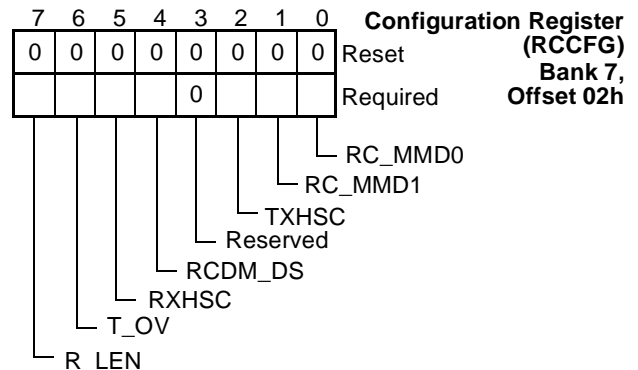 7 6 5 4 3 2 1 0 Configuration Register
(RCCFG)
Bank 7,
Offset 02h
0 0 0 0 0 0 0 0 Reset
0 Required
RC_MMD0
RC_MMD1
TXHSC
Reserved
RCDM_DS
RXHSC
T_OV
R_LEN